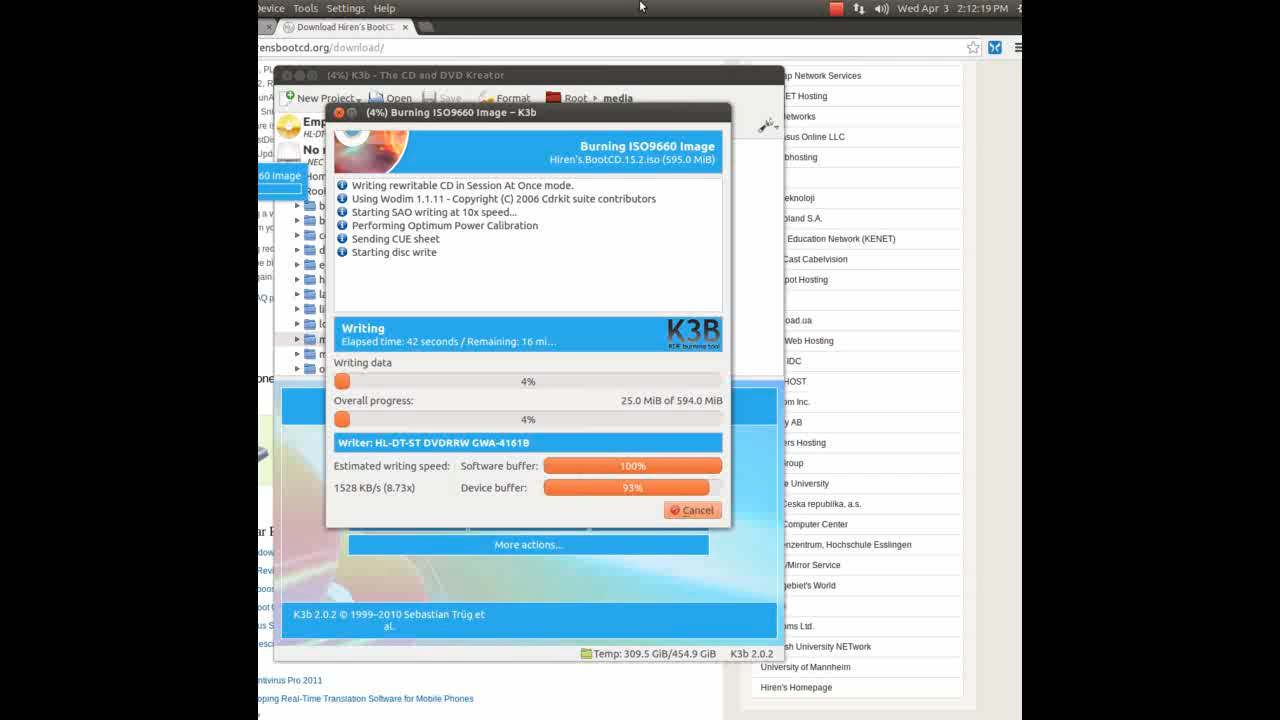 Device Tools Settings Help
Wed Apr 3 2:12:19 PM
Download Hiren's BootC
ensbootcd.org/download/
(4%) K3b - The CD and DVD Kreator
New Project
Open
Save
Format
Root
media
(4%) Burning ISO9660 Image – K3b
Burning ISO9660 Image
Hiren's.BootCD.15.2.iso (595.0 MiB)
60 Image
Writing rewritable CD in Session At Once mode.
Using Wodim 1.1.11 - Copyright (C) 2006 Cdrkit suite contributors
Starting SAO writing at 10x speed...
Performing Optimum Power Calibration
Sending CUE sheet
Starting disc write
Writing
Elapsed time: 42 seconds / Remaining: 16 mi...
K3B
KDE burning tool
Writing data
4%
Overall progress:
25.0 MiB of 594.0 MiB
4%
Writer: HL-DT-ST DVDRRW GWA-4161B
Estimated writing speed:
Software buffer:
100%
1528 KB/s (8.73x)
Device buffer:
93%
Cancel
More actions...
K3b 2.0.2 © 1999–2010 Sebastian Trüg et
al.
Temp: 309.5 GiB/454.9 GiB
K3b 2.0.2
ntivirus Pro 2011
ping Real-Time Translation Software for Mobile Phones
ap Network Services
ET Hosting
etworks
asus Online LLC
bhosting
eknoloji
pland S.A.
Education Network (KENET)
Cast Cabelvision
pot Hosting
oad.ua
Web Hosting
iDC
HOST
om Inc.
y AB
ers Hosting
Group
e University
Ceska republika, a.s.
Computer Center
enzentrum, Hochschule Esslingen
/Mirror Service
gebiet's World
oms Ltd.
sh University NETwork
University of Mannheim
Hiren's Homepage